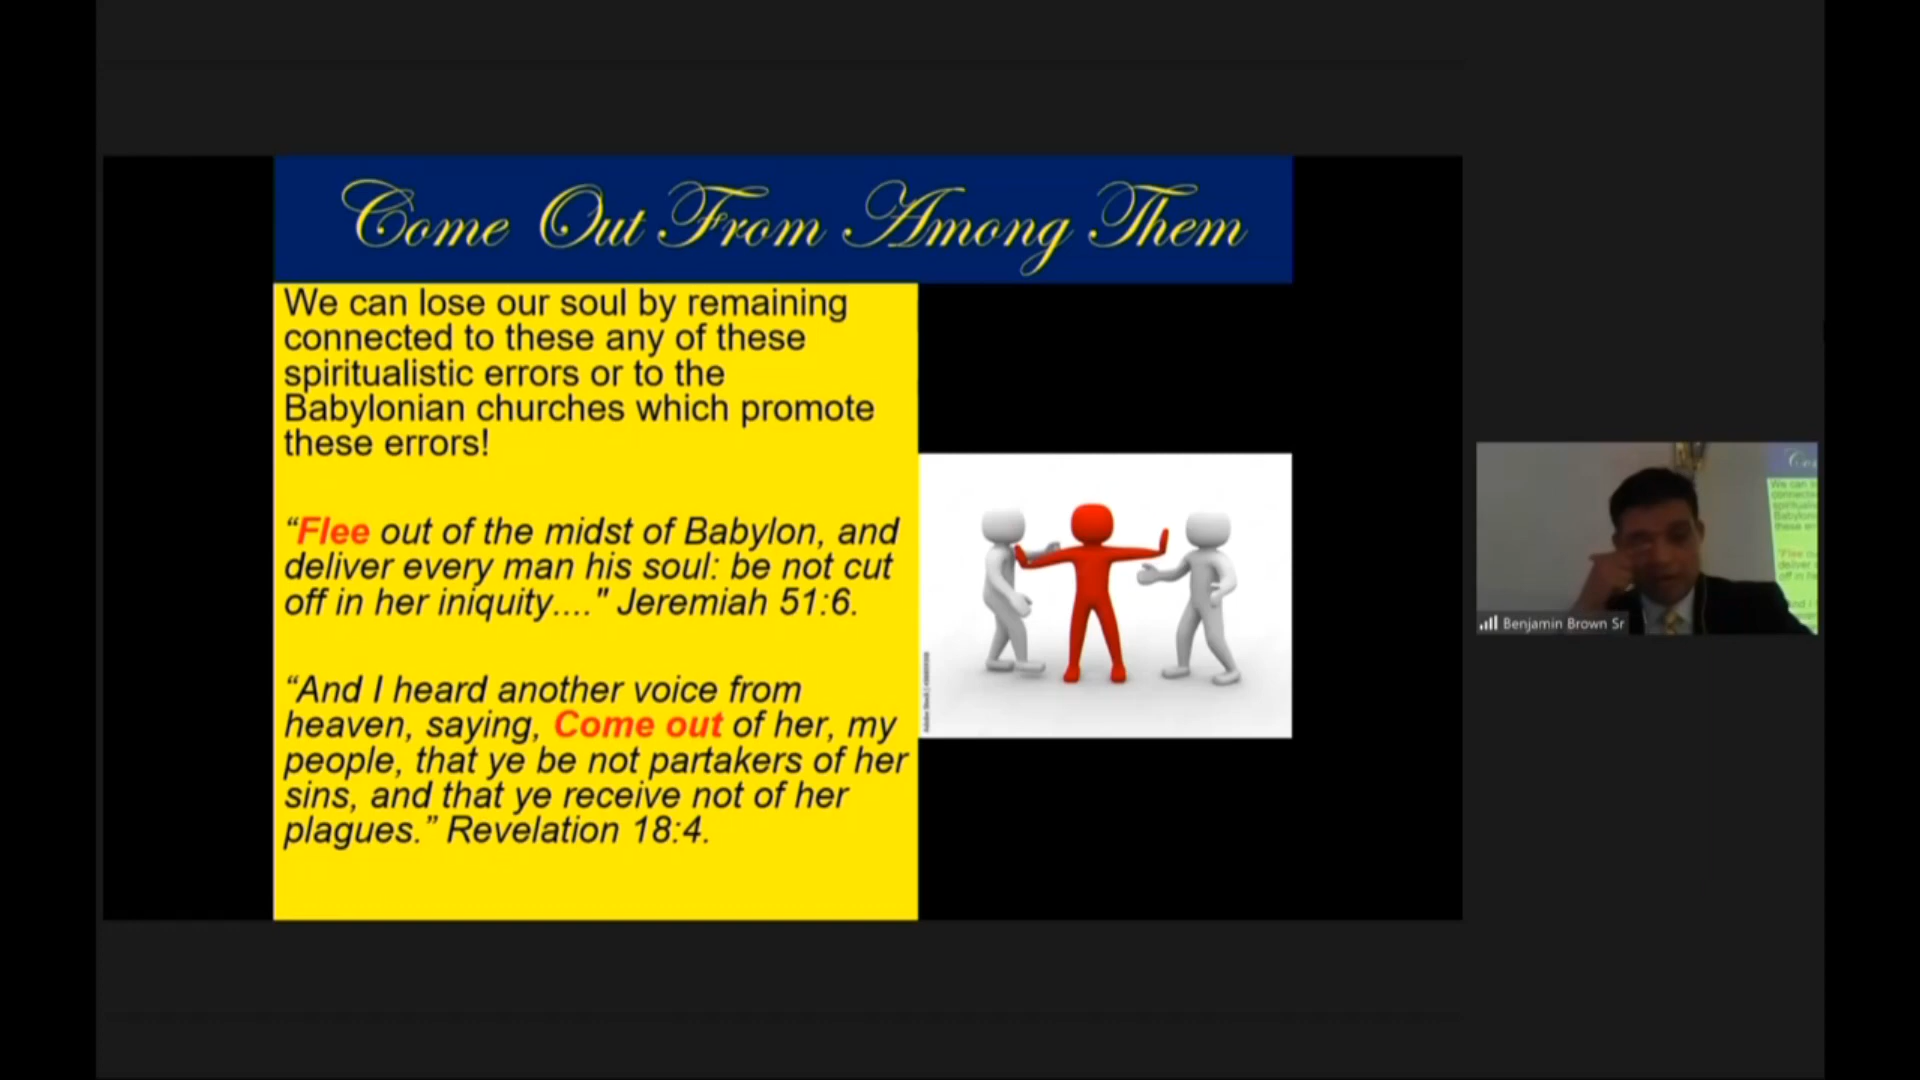 Come Out From Among Them
We can lose our soul by remaining
connected to these any of these
spiritualistic errors or to the
Babylonian churches which promote
these errors!
“Flee out of the midst of Babylon, and
deliver every man his soul: be not cut
off in her iniquity...." Jeremiah 51:6.
“And I heard another voice from
heaven, saying, Come out of her, my
people, that ye be not partakers of her
sins, and that ye receive not of her
plagues.” Revelation 18:4.
Benjamin Brown Sr